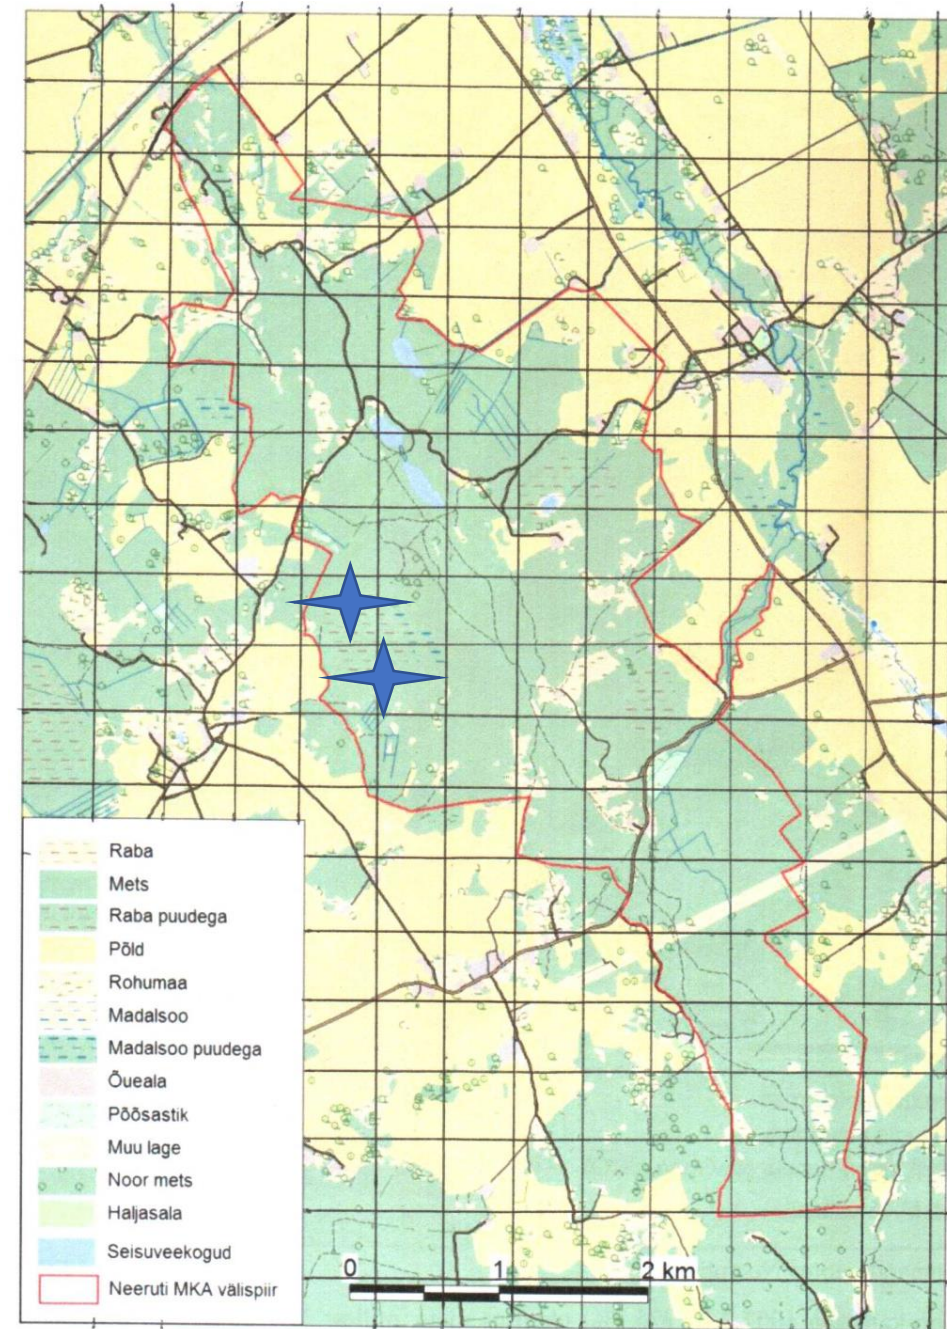 Raba
Mets
Raba puudega
Põld
Rohumaa
Madalsoo
Madalsoo puudega
Õueala
Põõsastik
Muu lage
Noor mets
Haljasala
Seisuveekogud
Neeruti MKA välispiir
0 1 2 km